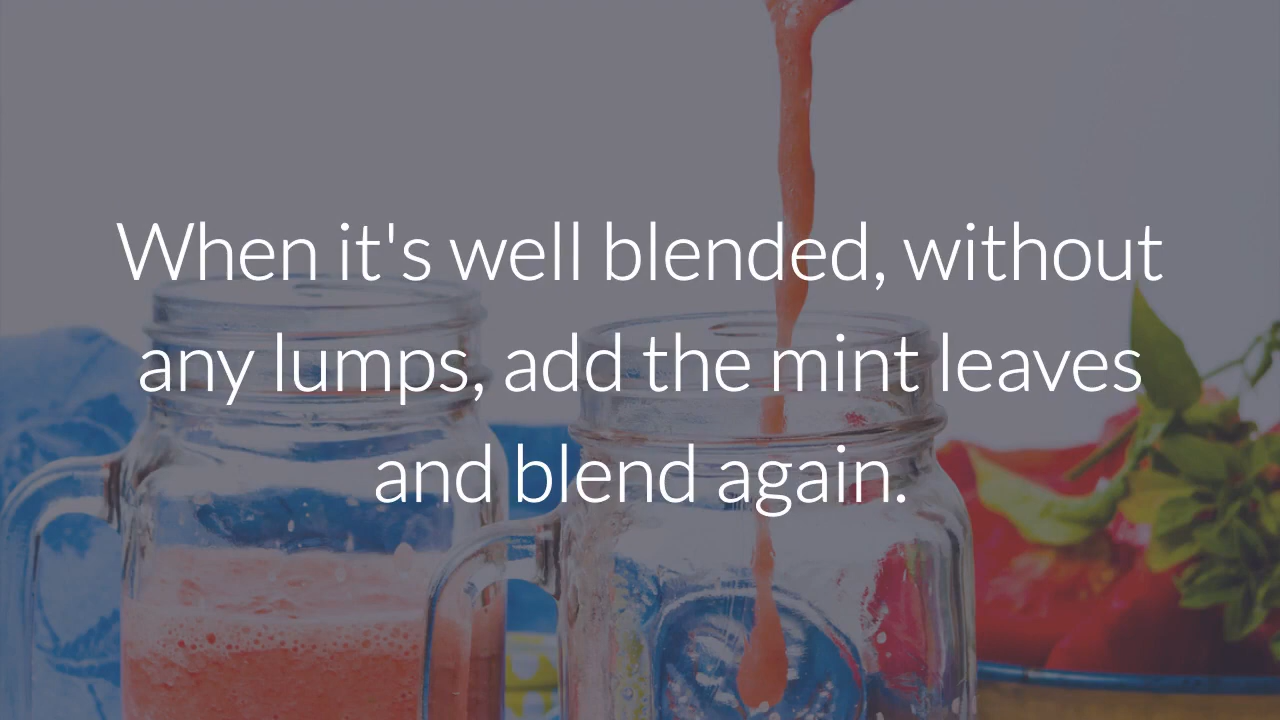 When it's well blended, without
any lumps, add the mint leaves
and blend again.